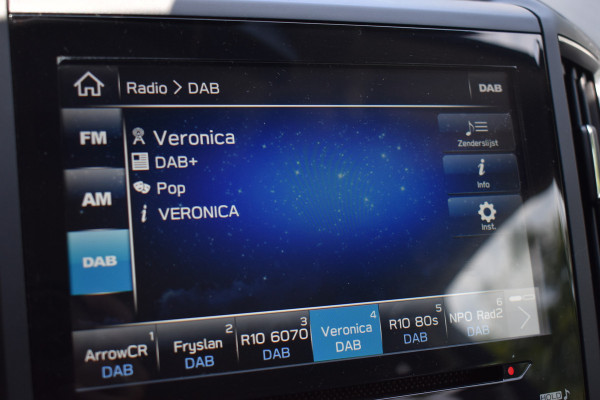 Radio > DAB
DAB
FM
Veronica
DAB+
Pop
i VERONICA
AM
DAB
Zenderslijst
i
Info
Inst.
ArrowCR 1
DAB
Fryslan 2
DAB
R10 6070 3
DAB
Veronica 4
DAB
R10 80s 5
DAB
NPO Rad2 6
DAB